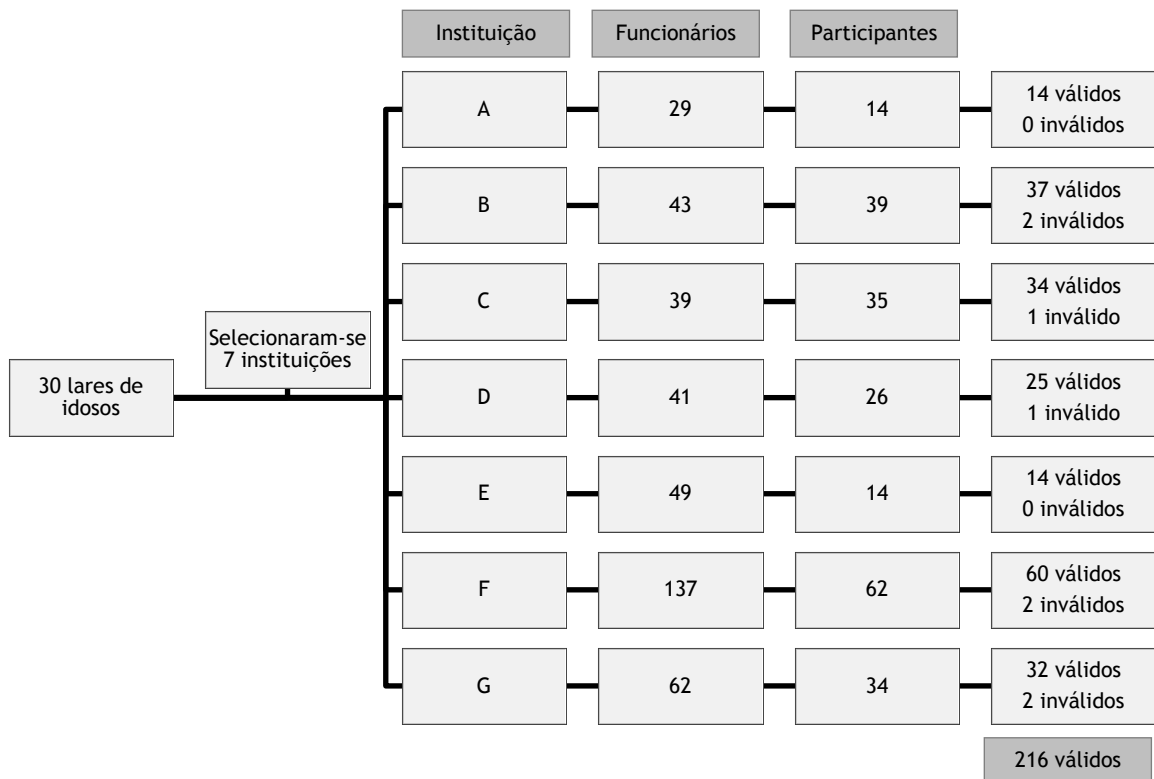 Instituição Funcionários Participantes
A 29 14 14 válidos
0 inválidos
B 43 39 37 válidos
2 inválidos
C 39 35 34 válidos
1 inválido
Selecionaram-se
7 instituições
30 lares de
idosos
D 41 26 25 válidos
1 inválido
E 49 14 14 válidos
0 inválidos
F 137 62 60 válidos
2 inválidos
G 62 34 32 válidos
2 inválidos
216 válidos